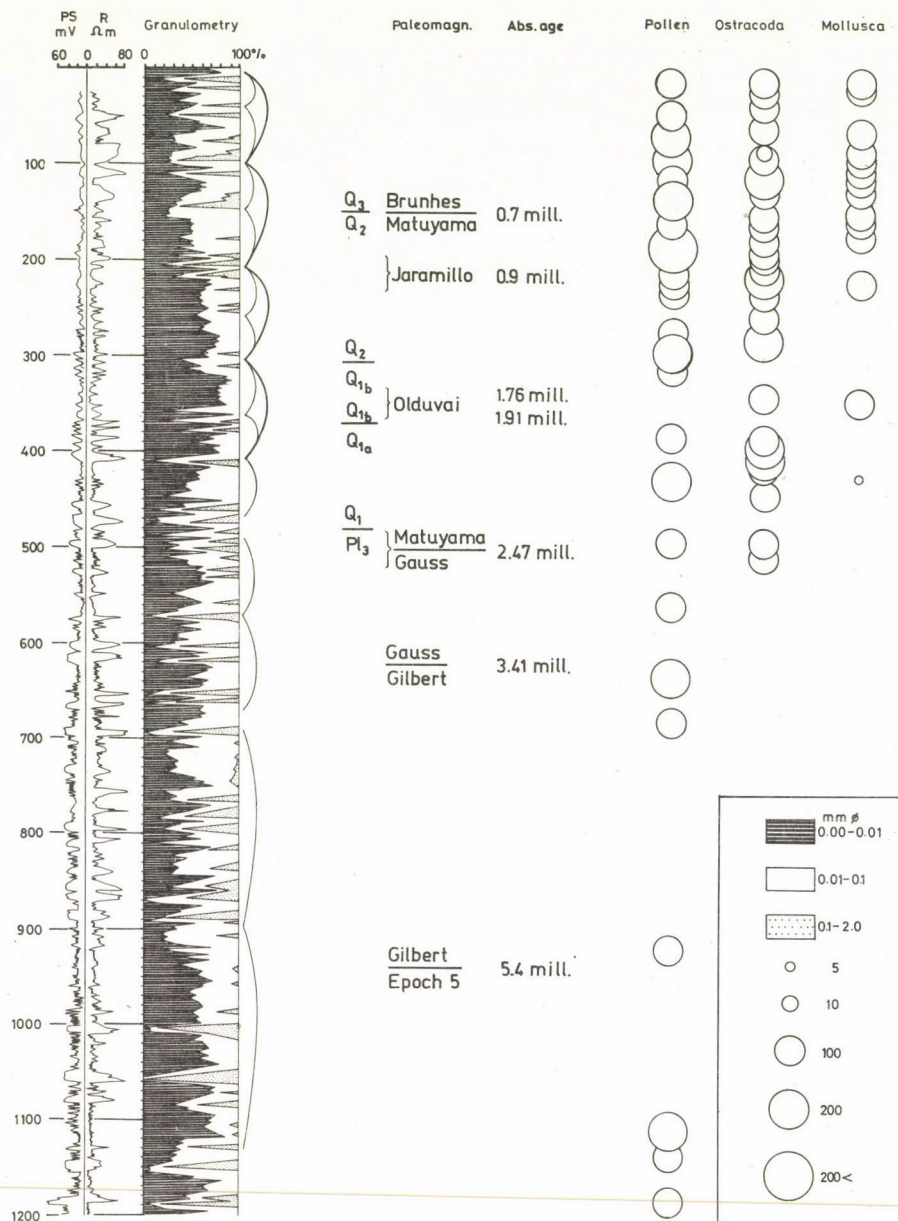 PS R Granulometry Paleomagn. Abs. age Pollen Ostracoda Mollusca
mV Ω m
60 0 80 0 100%
100
Q3 Brunhes
Q2 Matuyama 0.7 mill.
200
Jaramillo 0.9 mill.
300
Q2
Q1b
Olduvai 1.76 mill.
Q1b 1.91 mill.
Q1a
400
Q1
Pl3
500
Matuyama
Gauss 2.47 mill.
600
Gauss
Gilbert 3.41 mill.
700
800
900
Gilbert
Epoch 5 5.4 mill.
1000
1100
1200
mm ø
0.00-0.01
0.01-0.1
0.1-2.0
5
10
100
200
200<